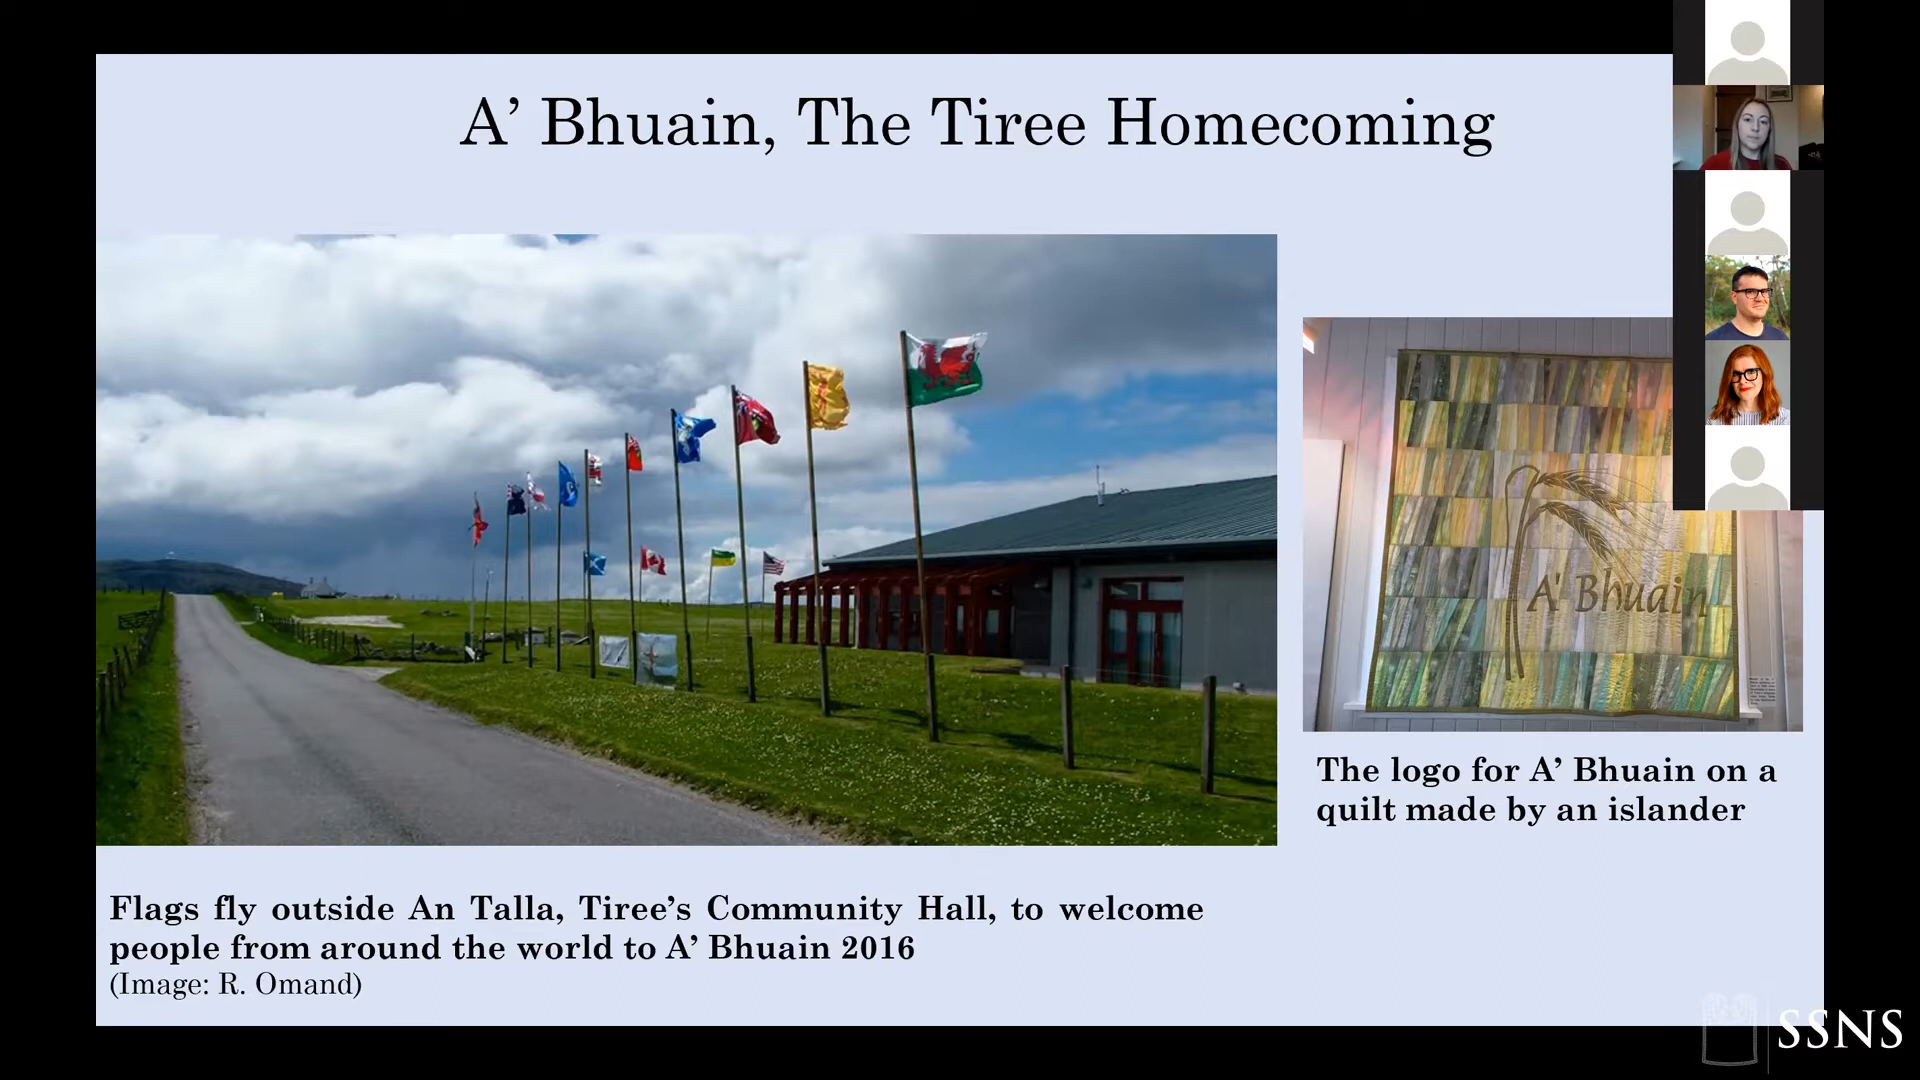 A’ Bhuain, The Tiree Homecoming
A' Bhuain
The logo for A’ Bhuain on a
quilt made by an islander
Flags fly outside An Talla, Tiree’s Community Hall, to welcome
people from around the world to A’ Bhuain 2016
(Image: R. Omand)
SSNS